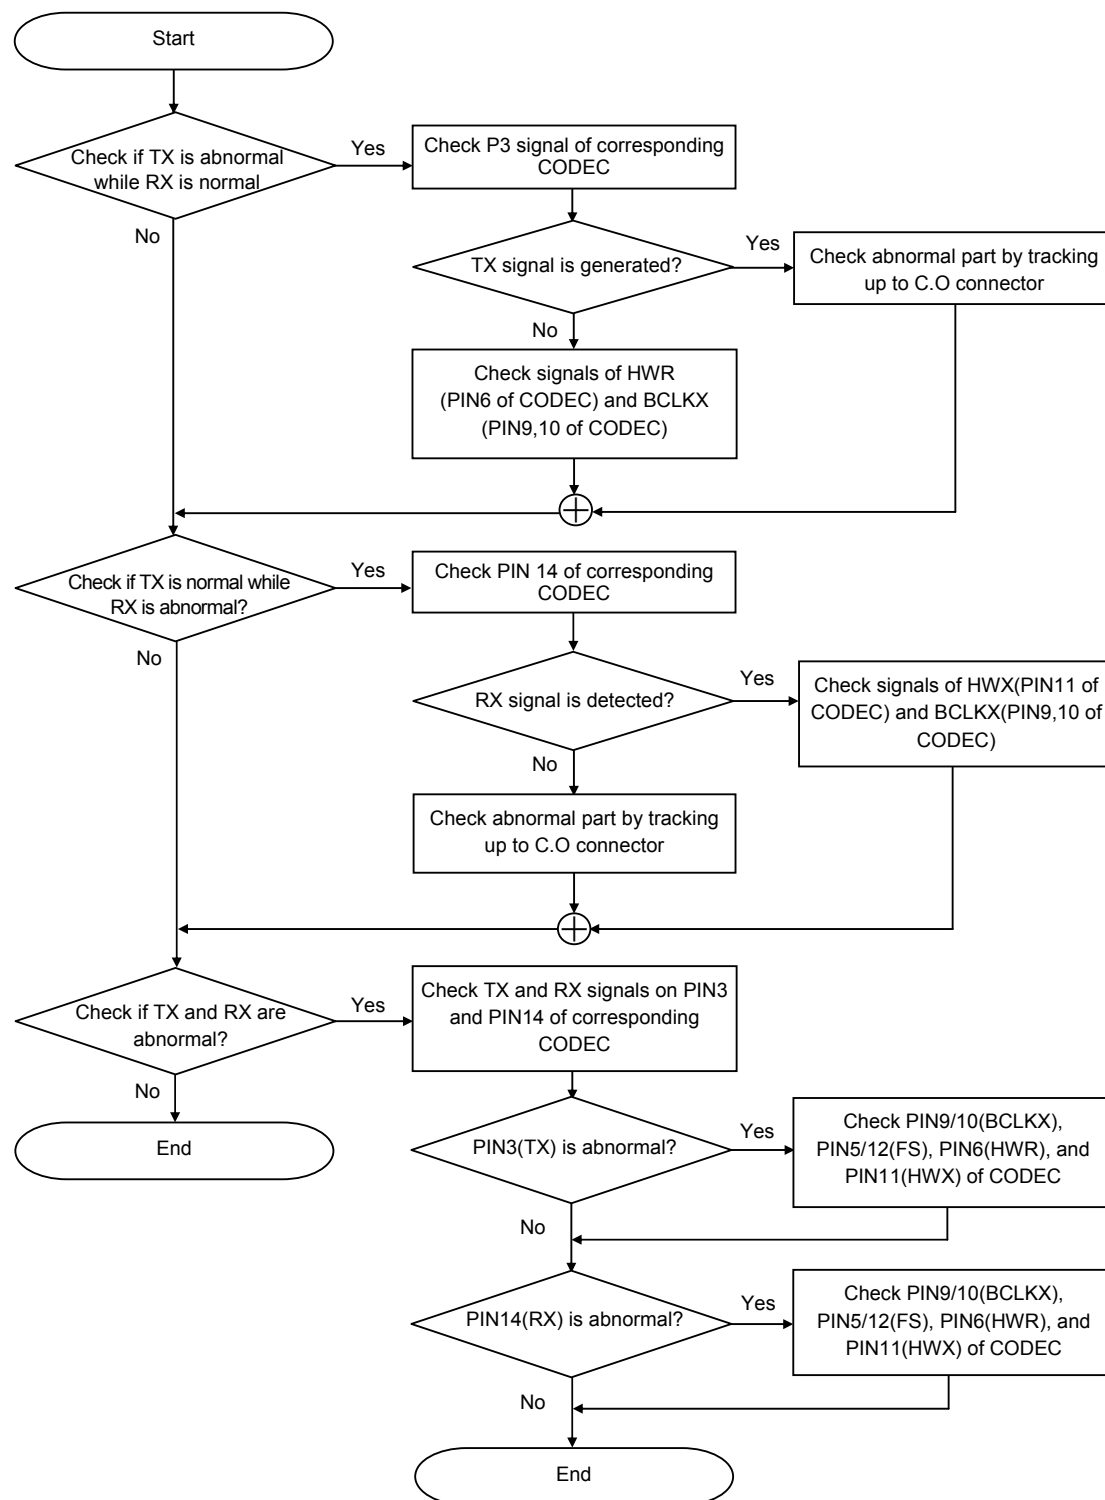 Start
Check if TX is abnormal
while RX is normal
Yes
Check P3 signal of corresponding
CODEC
No
TX signal is generated?
Yes
Check abnormal part by tracking
up to C.O connector
No
Check signals of HWR
(PIN6 of CODEC) and BCLKX
(PIN9,10 of CODEC)
Check if TX is normal while
RX is abnormal?
Yes
Check PIN 14 of corresponding
CODEC
No
RX signal is detected?
Yes
Check signals of HWX(PIN11 of
CODEC) and BCLKX(PIN9,10 of
CODEC)
No
Check abnormal part by tracking
up to C.O connector
Check if TX and RX are
abnormal?
Yes
Check TX and RX signals on PIN3
and PIN14 of corresponding
CODEC
No
End
PIN3(TX) is abnormal?
Yes
Check PIN9/10(BCLKX),
PIN5/12(FS), PIN6(HWR), and
PIN11(HWX) of CODEC
No
PIN14(RX) is abnormal?
Yes
Check PIN9/10(BCLKX),
PIN5/12(FS), PIN6(HWR), and
PIN11(HWX) of CODEC
No
End